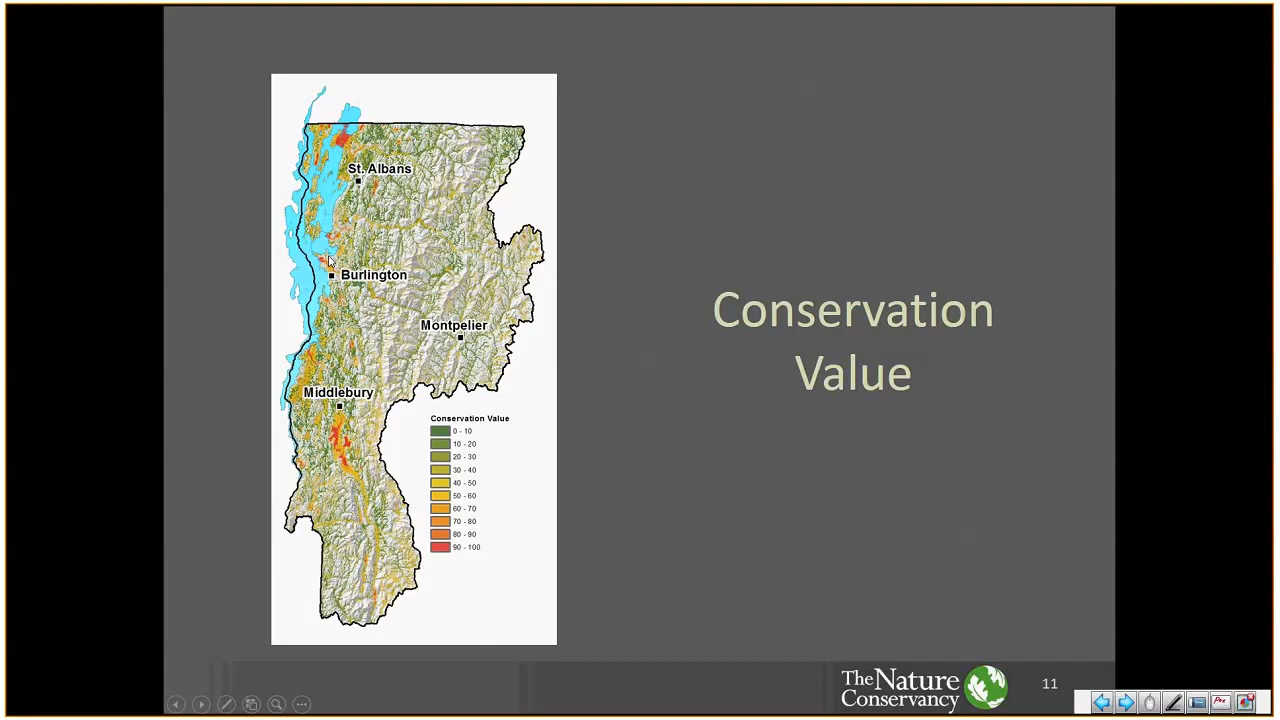 St. Albans
Burlington
Montpelier
Middlebury
Conservation Value
0 - 10
10 - 20
20 - 30
30 - 40
40 - 50
50 - 60
60 - 70
70 - 80
80 - 90
90 - 100
Conservation
Value
The Nature
Conservancy
11